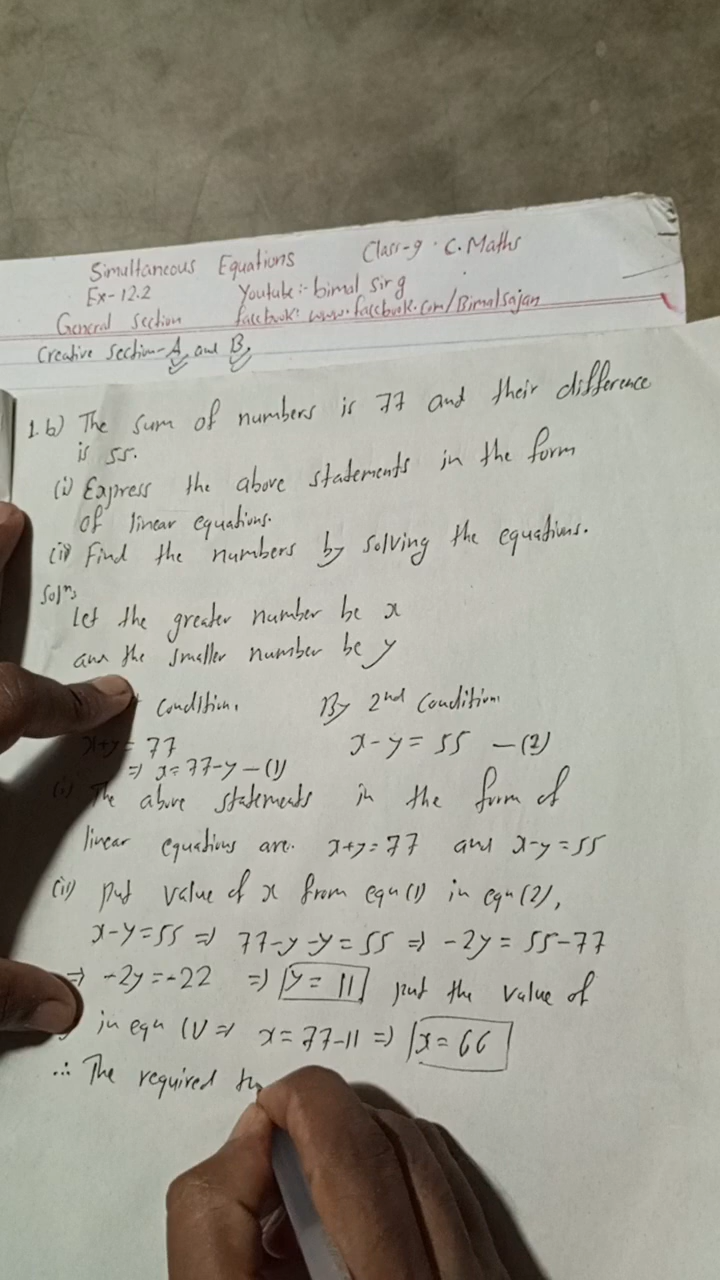 Simultaneous Equations Class-9 . C. Maths
Ex-12.2 Youtube:- bimal sir g
General section facebook: www.facebook.com/Bimalsajan
Creative section-A and B
1.b) The sum of numbers is 77 and their difference
is 55.
(i) Express the above statements in the form
of linear equations.
(ii) Find the numbers by solving the equations.
Solⁿ,
Let the greater number be x
and the smaller number be y
condition, By 2nd condition
x+y = 77 x-y = 55 —(2)
⇒ x=77-y —(1)
(i) The above statements in the form of
linear equations are. x+y=77 and x-y=55
(ii) put value of x from eqn(1) in eqn(2),
x-y=55 ⇒ 77-y-y=55 ⇒ -2y = 55-77
⇒ -2y=-22 ⇒ y = 11 put the value of
in eqn (1) ⇒ x=77-11 ⇒ x=66
∴ The required